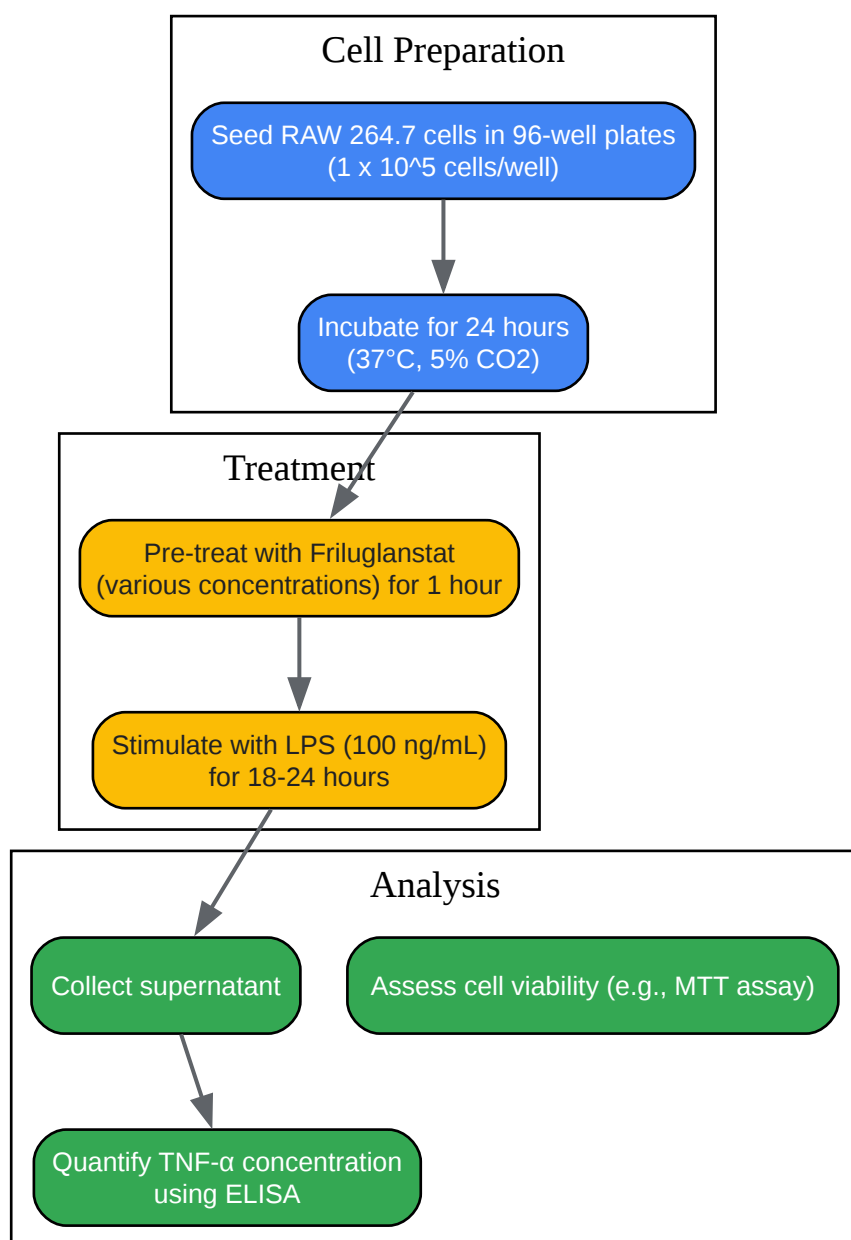 Cell Preparation
Seed RAW 264.7 cells in 96-well plates
(1 x 10^5 cells/well)
Incubate for 24 hours
(37°C, 5% CO2)
Treatment
Pre-treat with Friluglanstat
(various concentrations) for 1 hour
Stimulate with LPS (100 ng/mL)
for 18-24 hours
Analysis
Collect supernatant
Assess cell viability (e.g., MTT assay)
Quantify TNF-α concentration
using ELISA